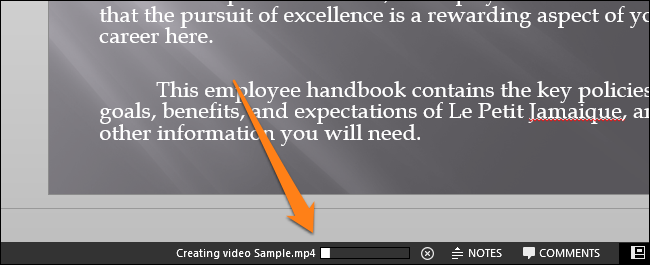 that the pursuit of excellence is a rewarding aspect of yo
career here.
This employee handbook contains the key policies
goals, benefits, and expectations of Le Petit Jamaique, an
other information you will need.
Creating video Sample.mp4 NOTES COMMENTS